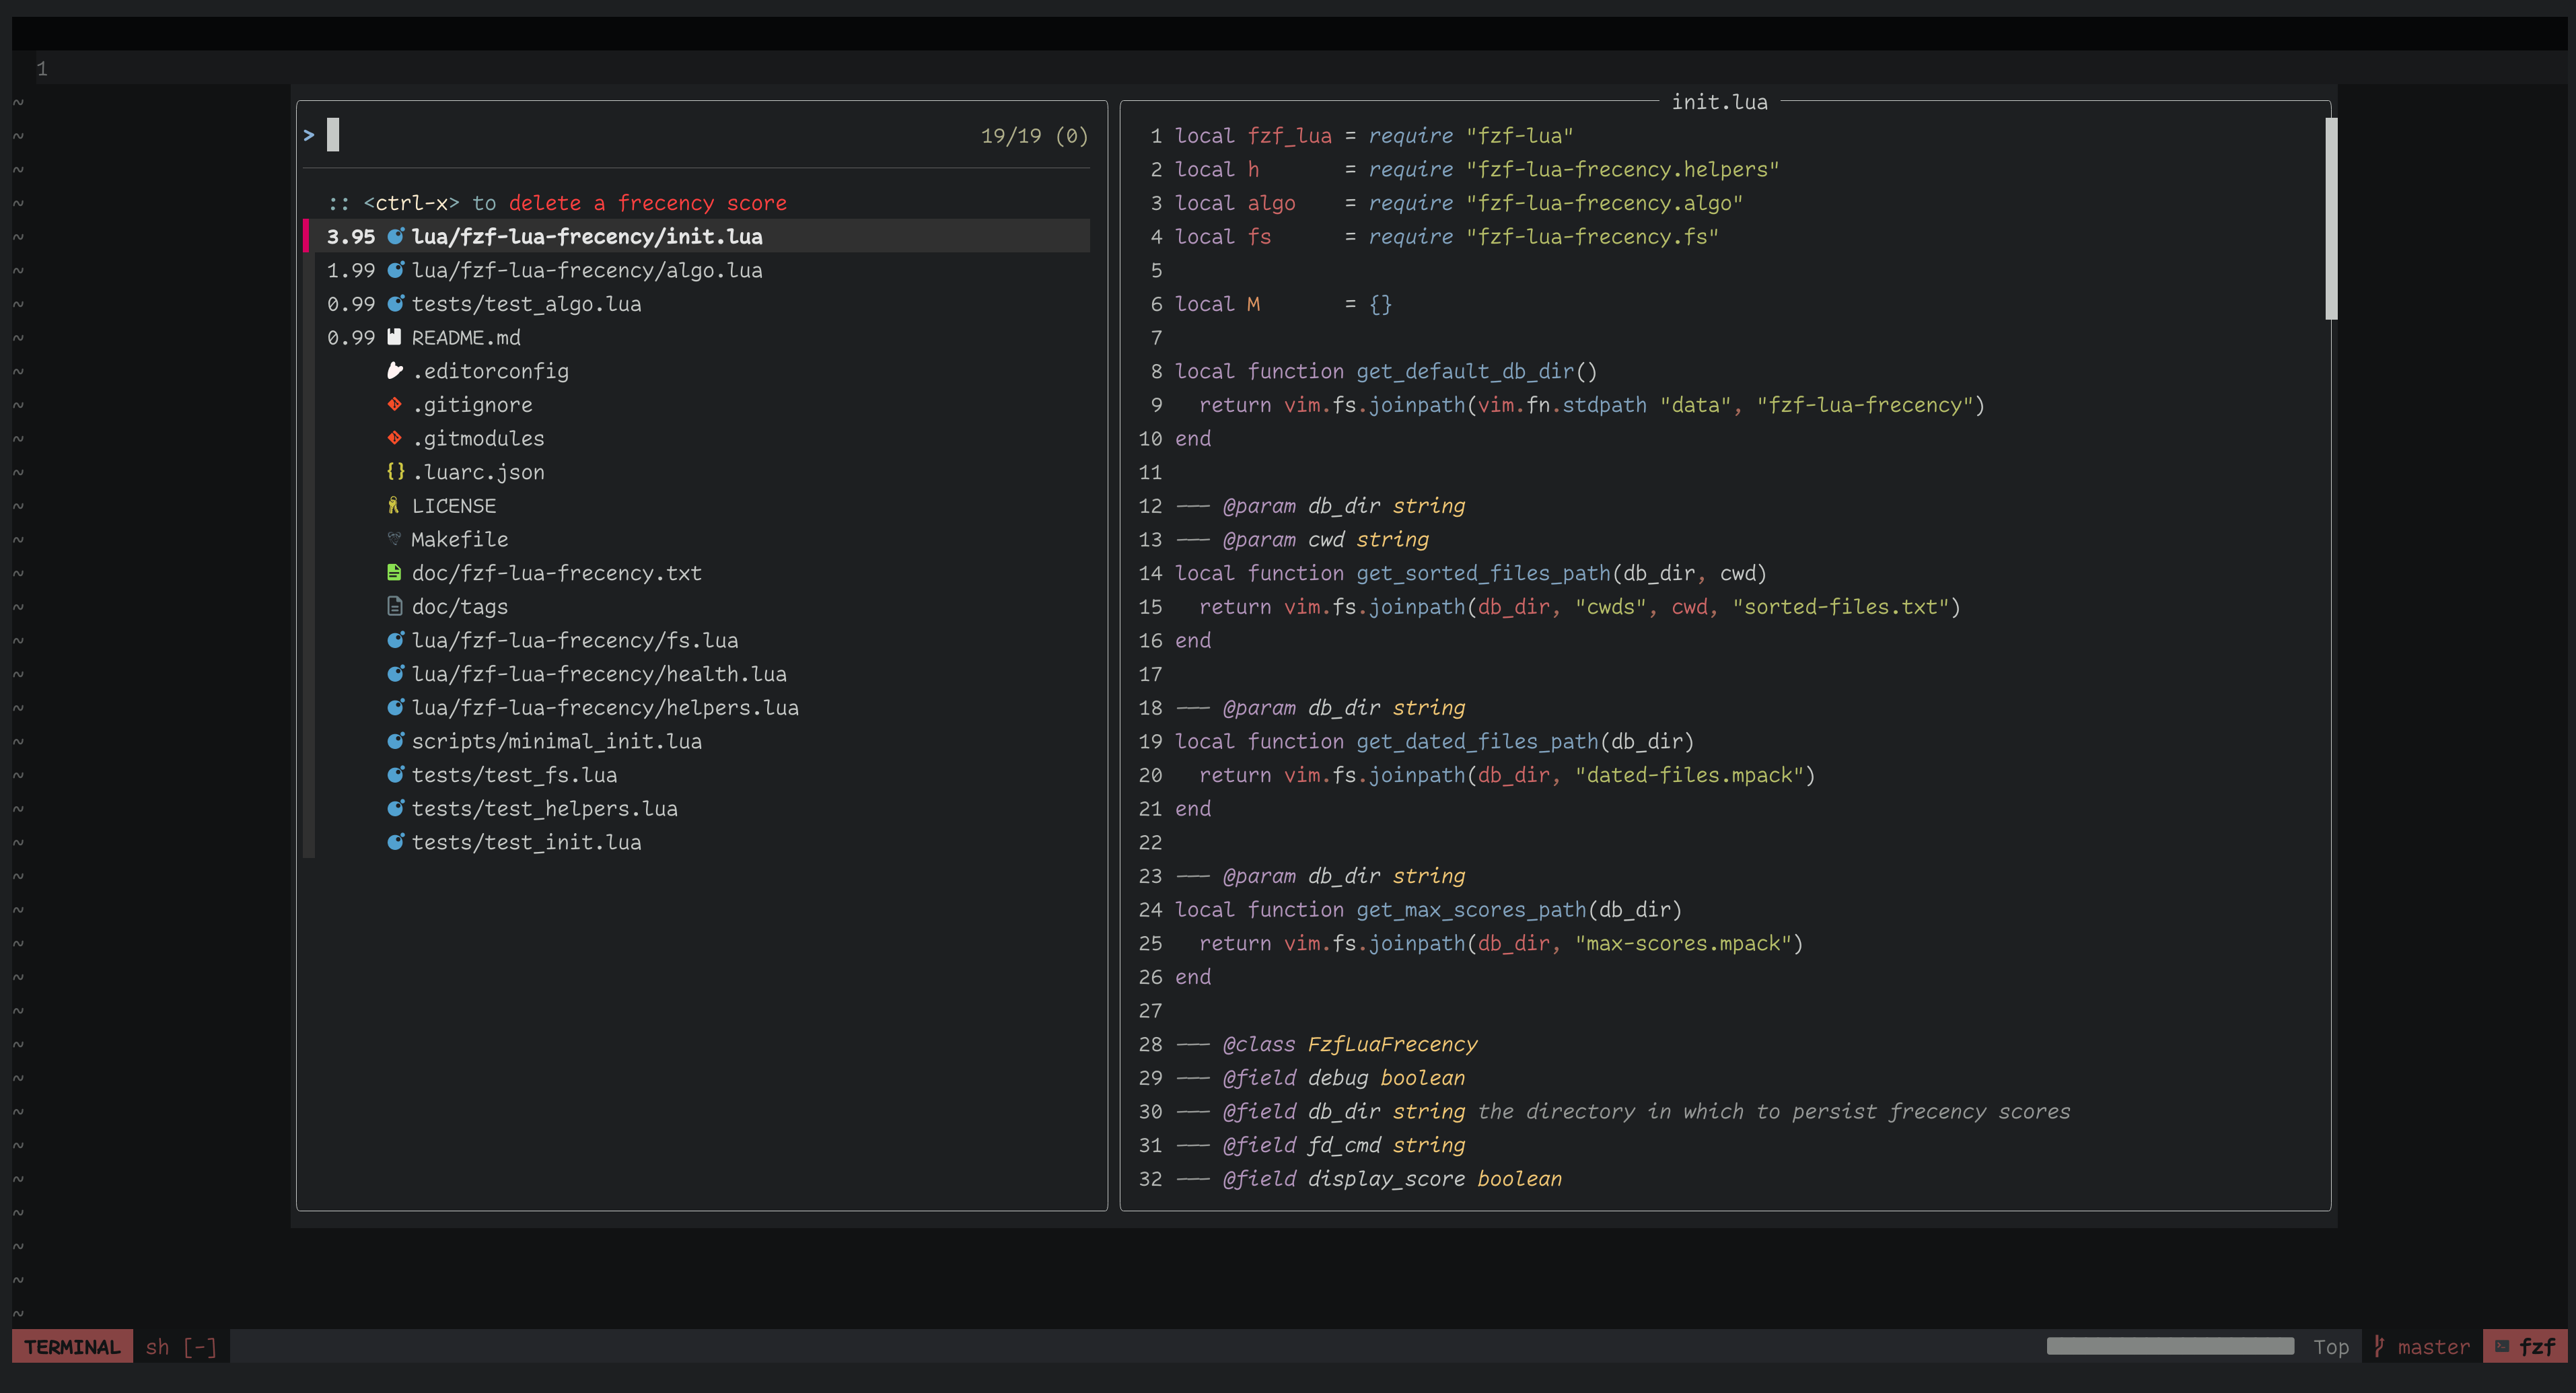 1
> 19/19 (0)
:: <ctrl-x> to delete a frecency score
3.95 lua/fzf-lua-frecency/init.lua
1.99 lua/fzf-lua-frecency/algo.lua
0.99 tests/test_algo.lua
0.99 README.md
.editorconfig
.gitignore
.gitmodules
{} .luarc.json
LICENSE
Makefile
doc/fzf-lua-frecency.txt
doc/tags
lua/fzf-lua-frecency/fs.lua
lua/fzf-lua-frecency/health.lua
lua/fzf-lua-frecency/helpers.lua
scripts/minimal_init.lua
tests/test_fs.lua
tests/test_helpers.lua
tests/test_init.lua
init.lua
1 local fzf_lua = require "fzf-lua"
2 local h       = require "fzf-lua-frecency.helpers"
3 local algo    = require "fzf-lua-frecency.algo"
4 local fs      = require "fzf-lua-frecency.fs"
5
6 local M       = {}
7
8 local function get_default_db_dir()
9   return vim.fs.joinpath(vim.fn.stdpath "data", "fzf-lua-frecency")
10 end
11
12 --- @param db_dir string
13 --- @param cwd string
14 local function get_sorted_files_path(db_dir, cwd)
15   return vim.fs.joinpath(db_dir, "cwds", cwd, "sorted-files.txt")
16 end
17
18 --- @param db_dir string
19 local function get_dated_files_path(db_dir)
20   return vim.fs.joinpath(db_dir, "dated-files.mpack")
21 end
22
23 --- @param db_dir string
24 local function get_max_scores_path(db_dir)
25   return vim.fs.joinpath(db_dir, "max-scores.mpack")
26 end
27
28 --- @class FzfLuaFrecency
29 --- @field debug boolean
30 --- @field db_dir string the directory in which to persist frecency scores
31 --- @field fd_cmd string
32 --- @field display_score boolean
TERMINAL sh [-] Top master fzf